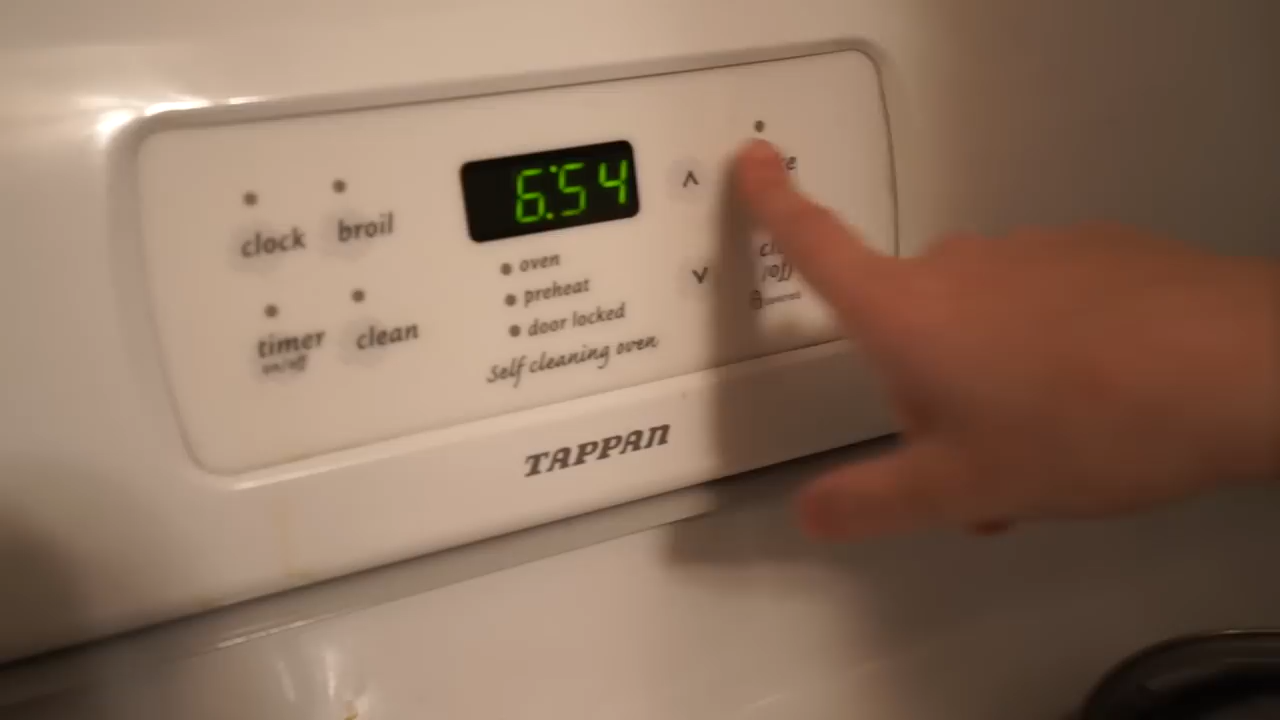 clock broil
timer
on/off
clean
6:54
oven
preheat
door locked
Self cleaning oven
^
v
TAPPAN